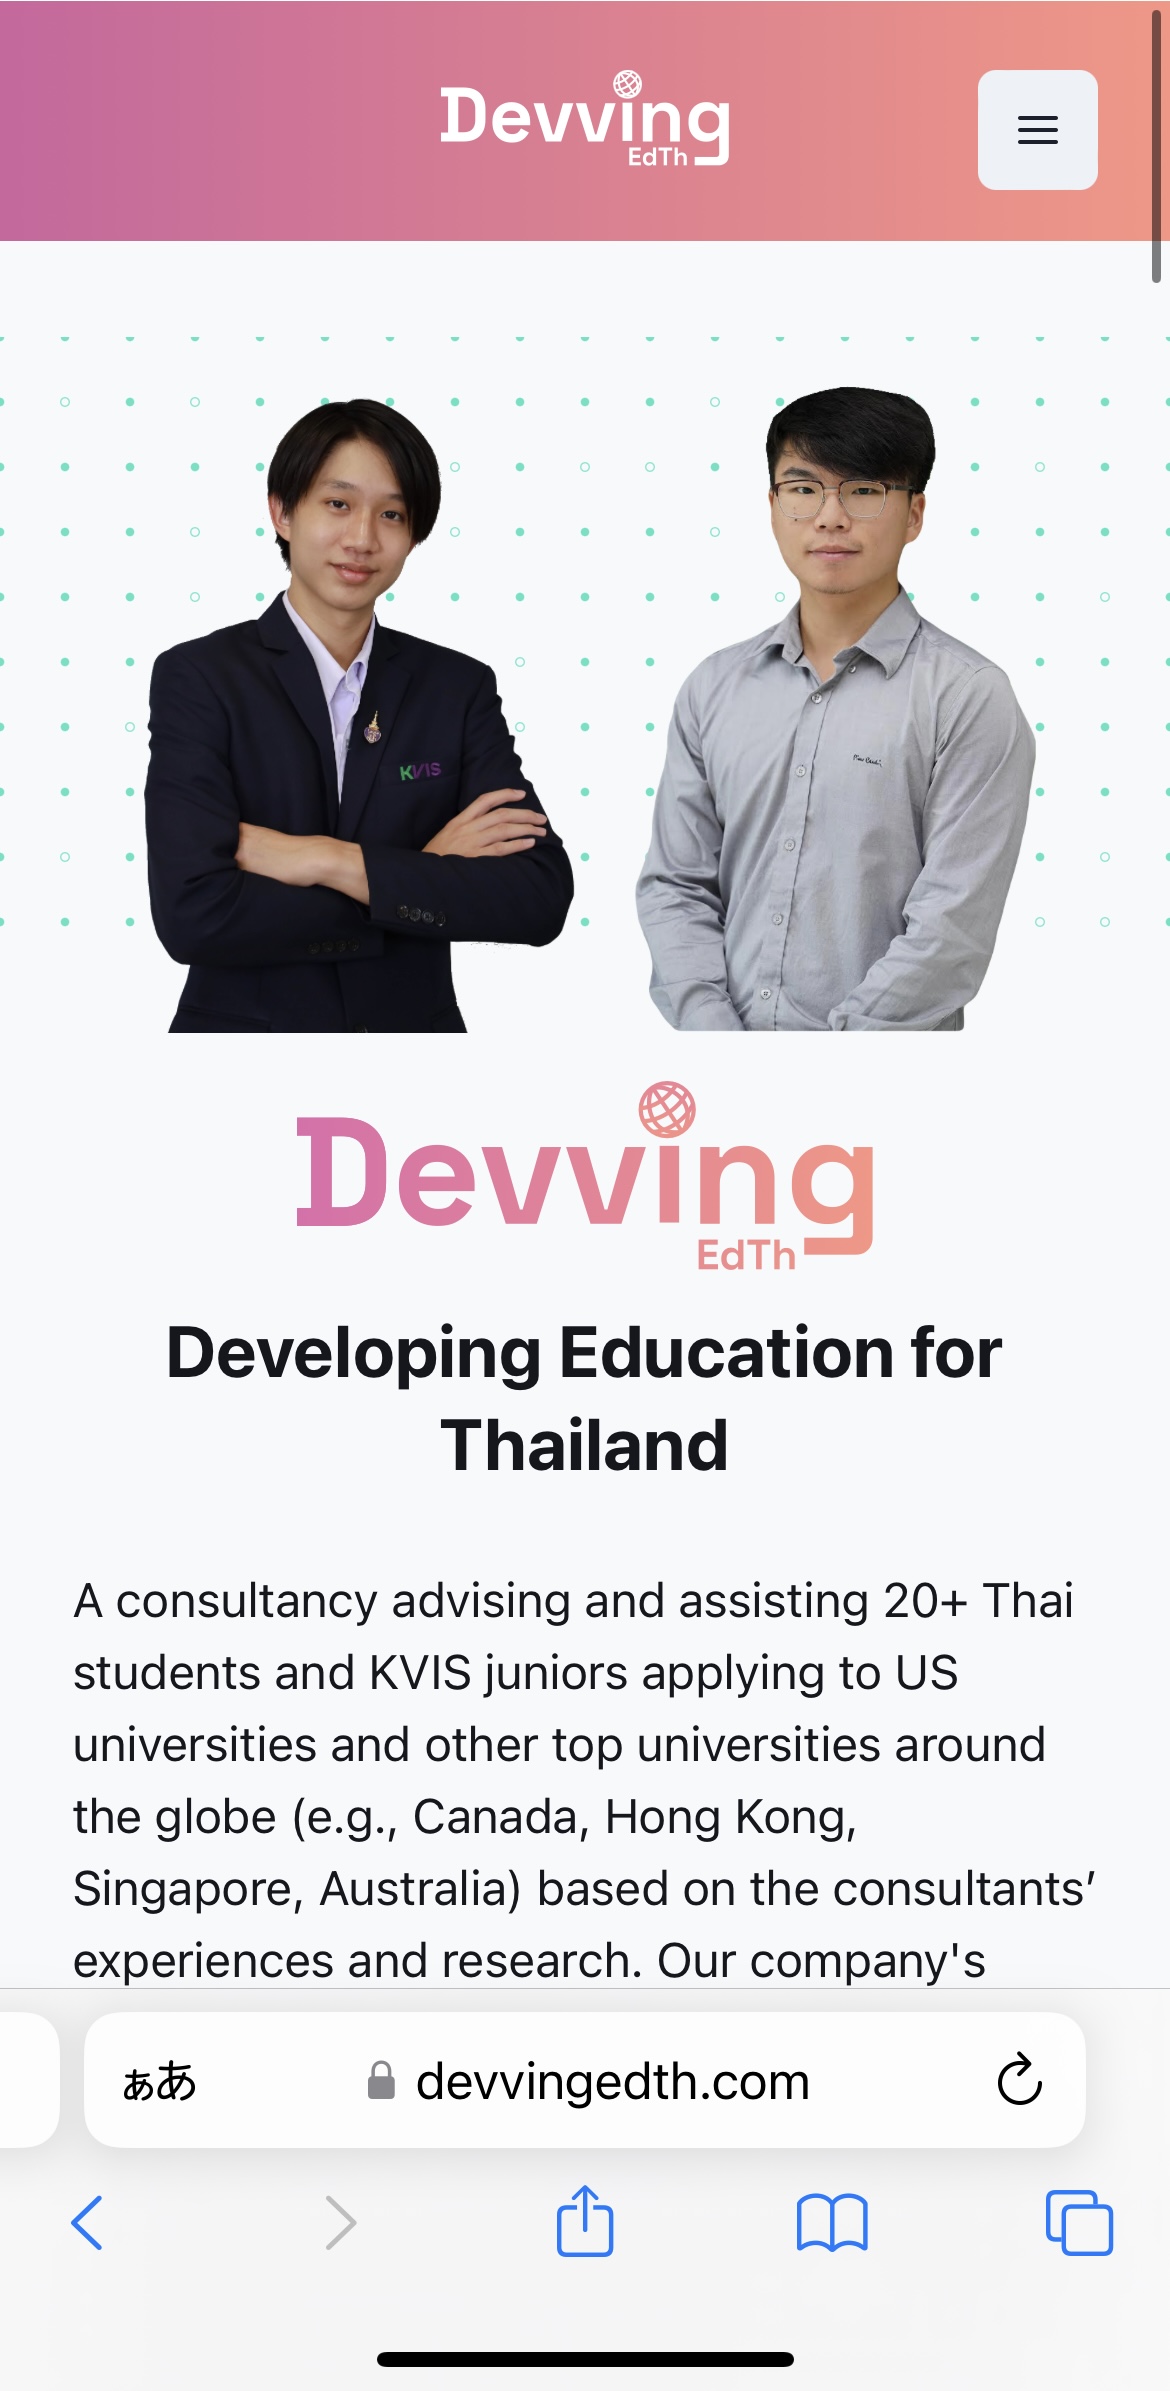 Devving
EdTh
KVIS
Devving
EdTh
Developing Education for
Thailand
A consultancy advising and assisting 20+ Thai
students and KVIS juniors applying to US
universities and other top universities around
the globe (e.g., Canada, Hong Kong,
Singapore, Australia) based on the consultants’
experiences and research. Our company's
ぁあ devvingedth.com